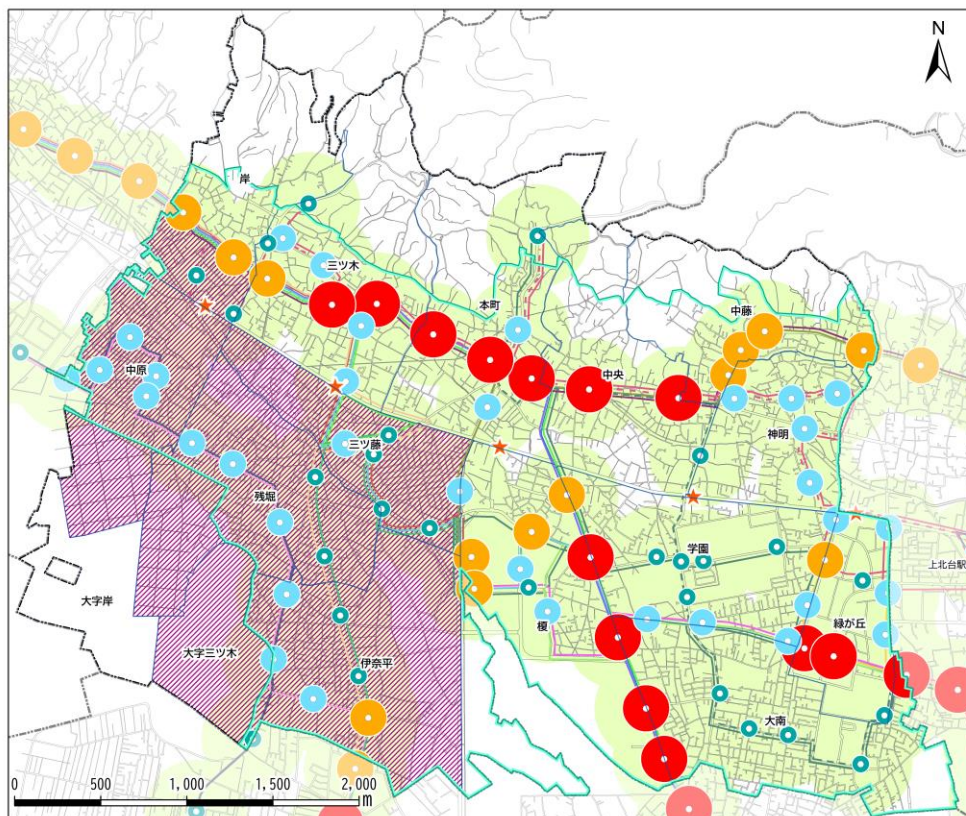 N
岸
三ツ木
本町
中藤
中央
中原
神明
三ツ藤
残堀
学園
上北台駅
大字岸
榎
緑が丘
大字三ツ木
伊奈平
大南
0 500 1,000 1,500 2,000
m